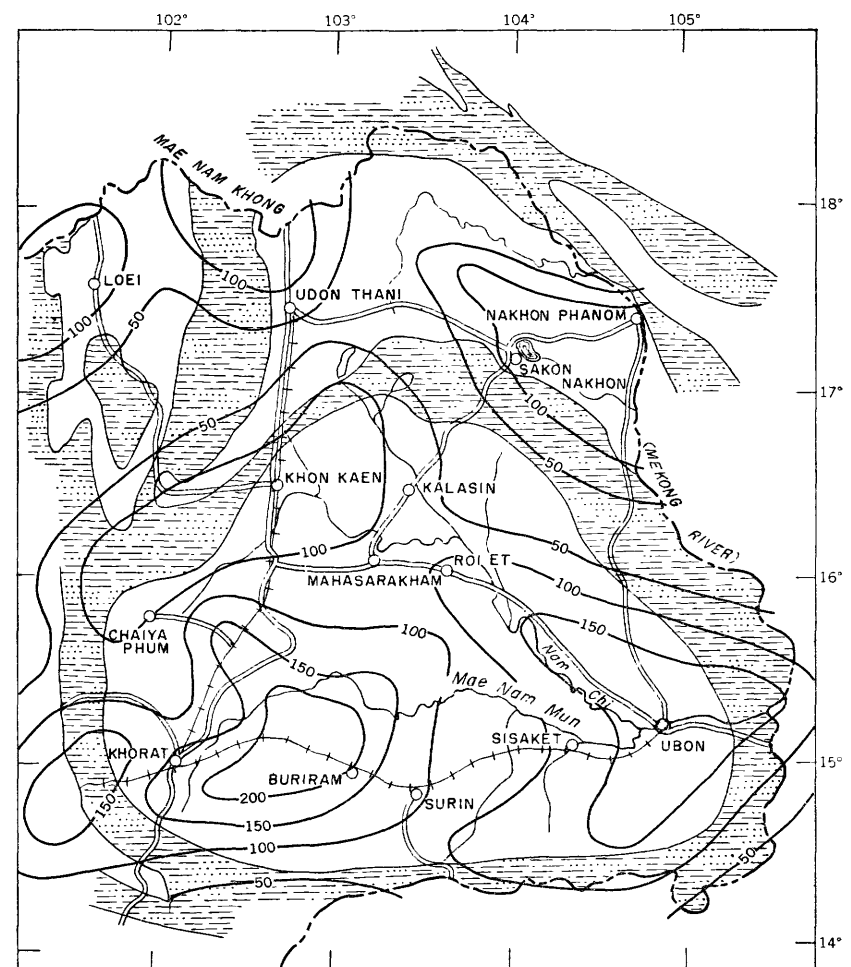 102°
103°
104°
105°
MAE NAM KHONG
18°
LOEI
100
UDON THANI
50
100
NAKHON PHANOM
SAKON
NAKHON
17°
100
50
50
KHON KAEN
KALASIN
(MEKONG
RIVER)
100
50
ROI ET
MAHASARAKHAM
100
16°
CHAIYA
PHUM
100
150
150
Nam Chi
Mae Nam Mun
SISAKET
UBON
KHORAT
15°
BURIRAM
150
200
SURIN
150
100
50
50
14°